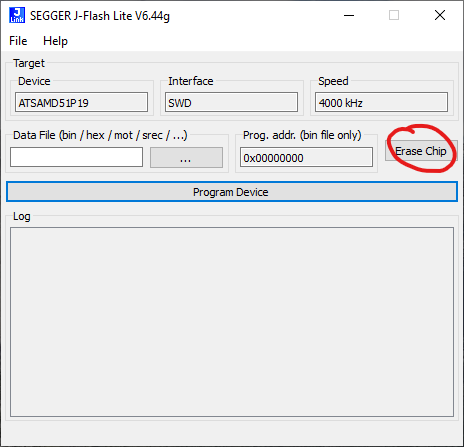 J
LINK
SEGGER J-Flash Lite V6.44g
File Help
Target
Device
Interface
Speed
ATSAMD51P19
SWD
4000 kHz
Data File (bin / hex / mot / srec / ...)
Prog. addr. (bin file only)
...
0x00000000
Erase Chip
Program Device
Log